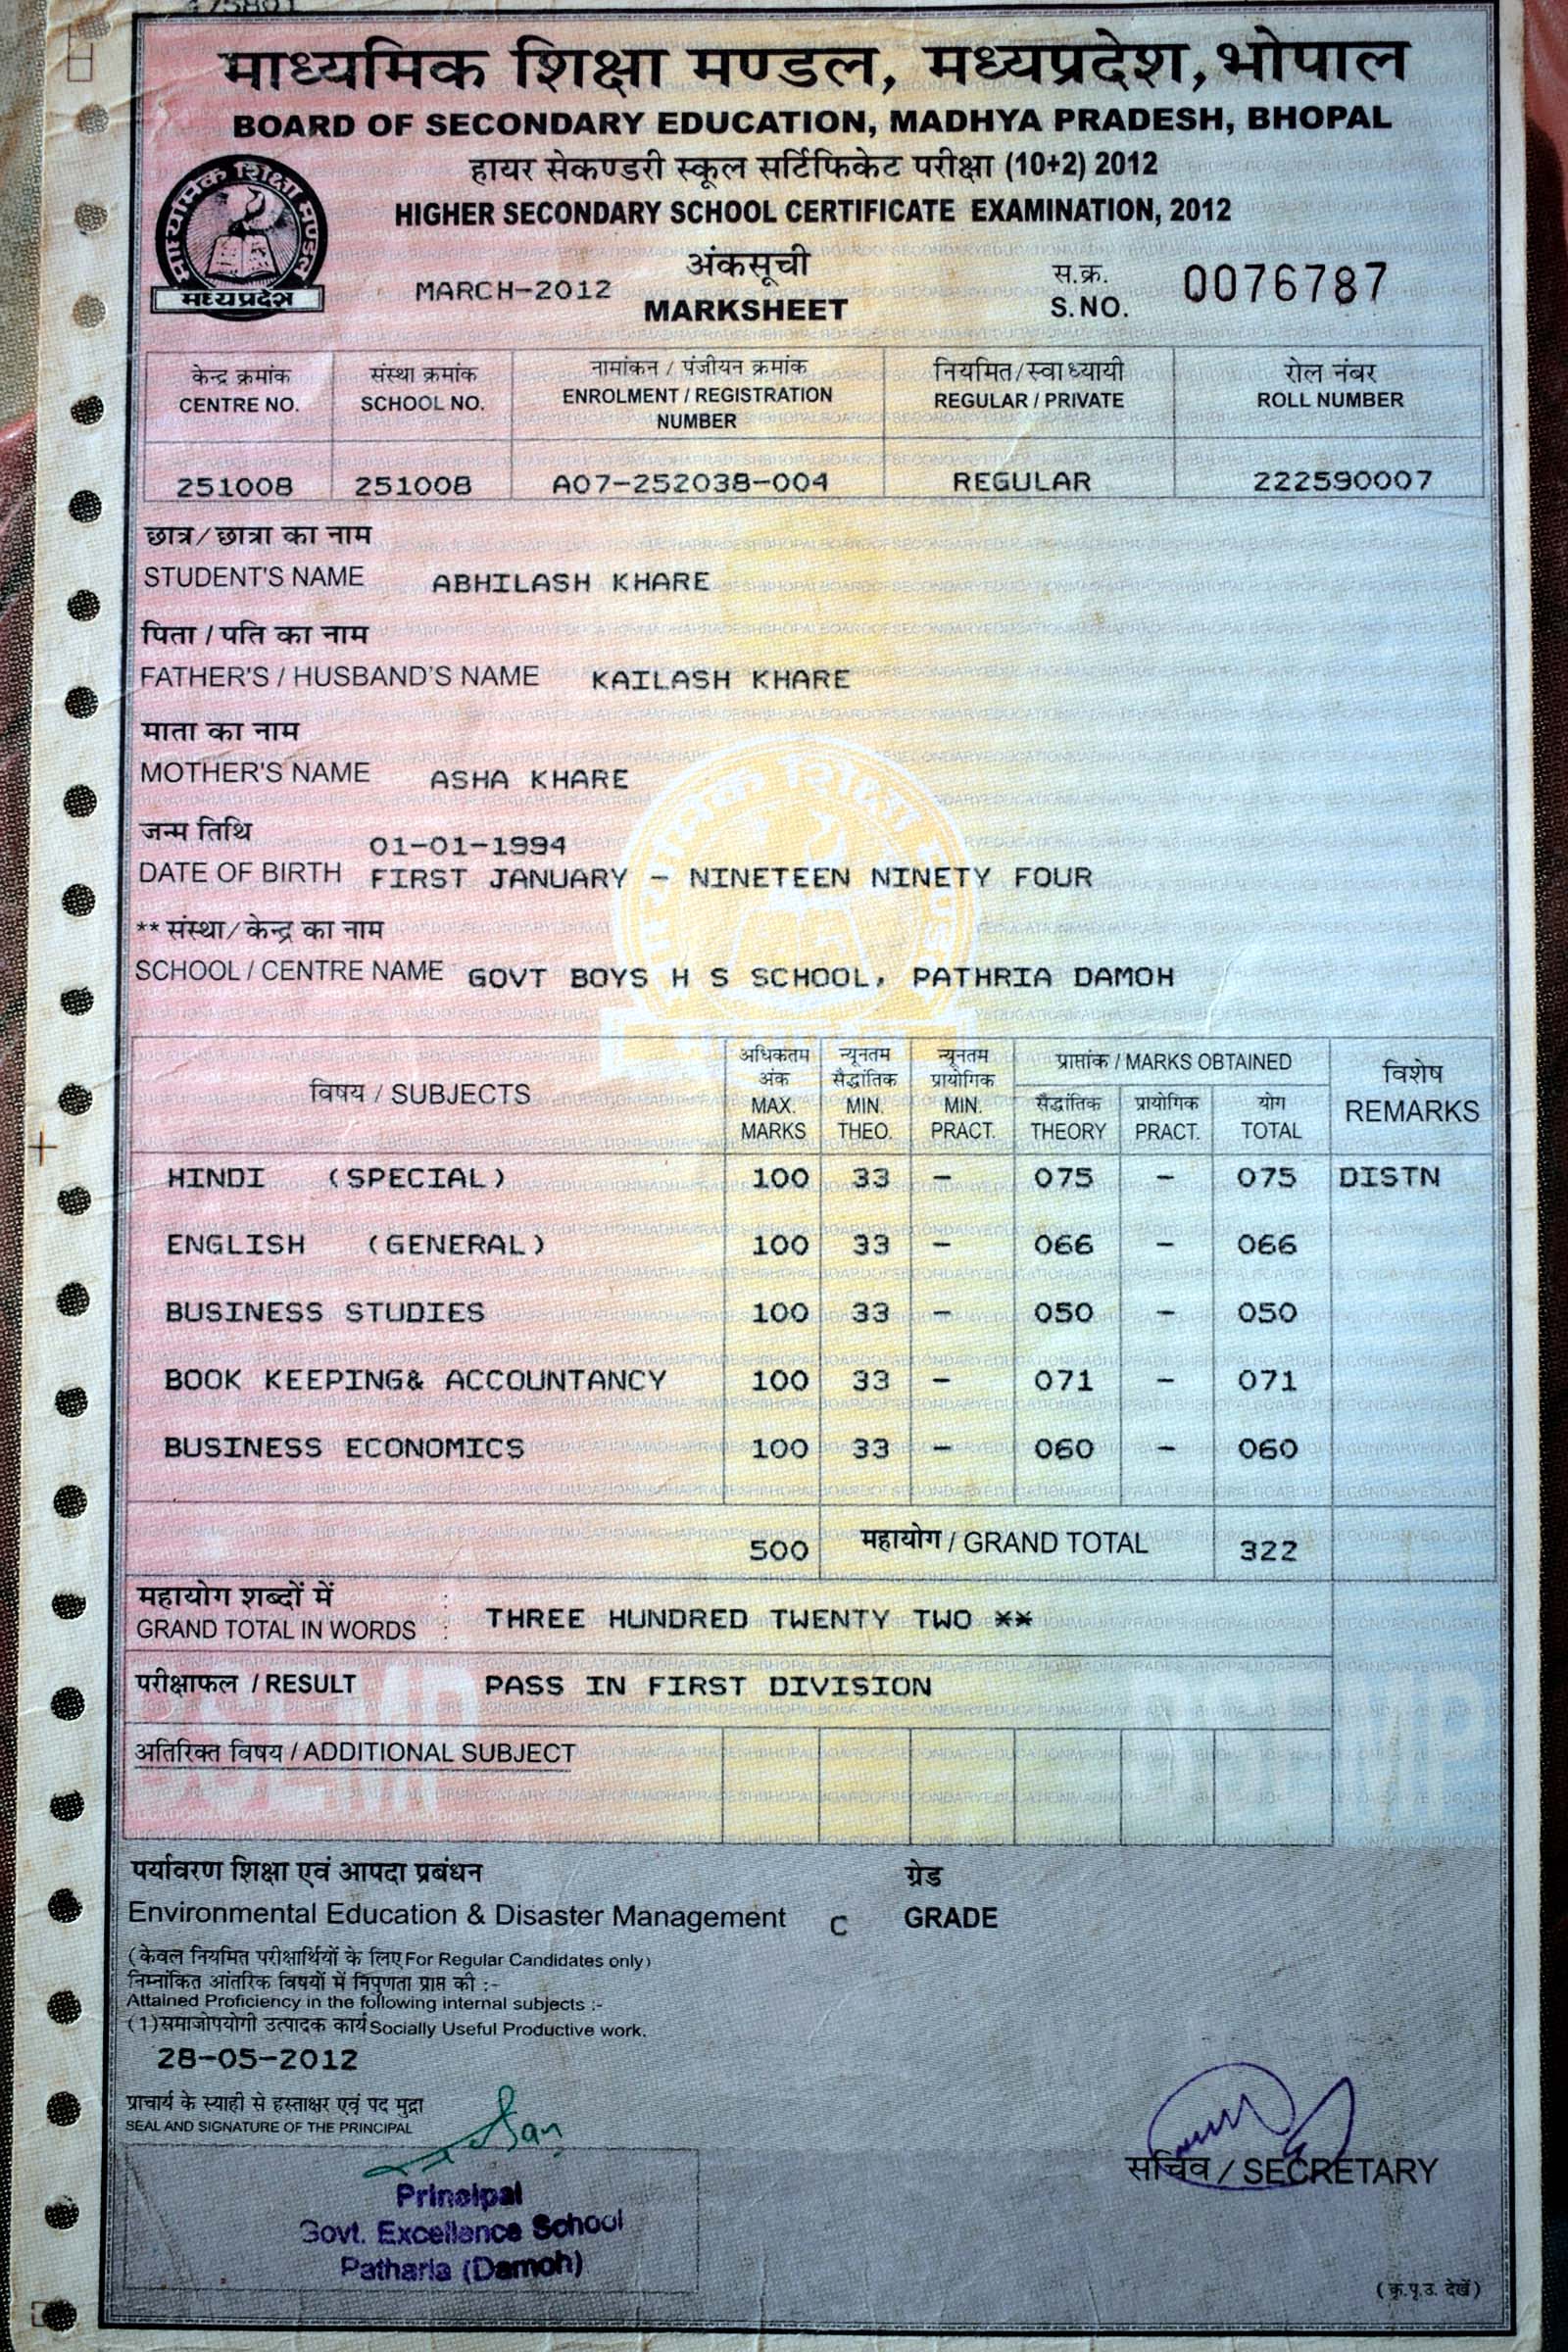 माध्यमिक शिक्षा मण्डल, मध्यप्रदेश, भोपाल
BOARD OF SECONDARY EDUCATION, MADHYA PRADESH, BHOPAL
हायर सेकण्डरी स्कूल सर्टिफिकेट परीक्षा (10+2) 2012
HIGHER SECONDARY SCHOOL CERTIFICATE EXAMINATION, 2012
मध्यप्रदेश
MARCH-2012
अंकसूची
MARKSHEET
स.क्र.
S.NO.
0076787
केन्द्र क्रमांक
CENTRE NO.
संस्था क्रमांक
SCHOOL NO.
नामांकन / पंजीयन क्रमांक
ENROLMENT / REGISTRATION
NUMBER
नियमित/स्वाध्यायी
REGULAR / PRIVATE
रोल नंबर
ROLL NUMBER
251008 251008 A07-252038-004 REGULAR 222590007
छात्र/छात्रा का नाम
STUDENT'S NAME ABHILASH KHARE
पिता / पति का नाम
FATHER'S / HUSBAND'S NAME KAILASH KHARE
माता का नाम
MOTHER'S NAME ASHA KHARE
जन्म तिथि 01-01-1994
DATE OF BIRTH FIRST JANUARY - NINETEEN NINETY FOUR
** संस्था/केन्द्र का नाम
SCHOOL / CENTRE NAME GOVT BOYS H S SCHOOL, PATHRIA DAMOH
विषय / SUBJECTS
अधिकतम
अंक
MAX.
MARKS
न्यूनतम
सैद्धांतिक
MIN.
THEO.
न्यूनतम
प्रायोगिक
MIN.
PRACT.
प्राप्तांक / MARKS OBTAINED
सैद्धांतिक
THEORY
प्रायोगिक
PRACT.
योग
TOTAL
विशेष
REMARKS
HINDI (SPECIAL) 100 33 - 075 - 075 DISTN
ENGLISH (GENERAL) 100 33 - 066 - 066
BUSINESS STUDIES 100 33 - 050 - 050
BOOK KEEPING& ACCOUNTANCY 100 33 - 071 - 071
BUSINESS ECONOMICS 100 33 - 060 - 060
500 महायोग / GRAND TOTAL 322
महायोग शब्दों में :
GRAND TOTAL IN WORDS : THREE HUNDRED TWENTY TWO **
परीक्षाफल / RESULT PASS IN FIRST DIVISION
अतिरिक्त विषय / ADDITIONAL SUBJECT
पर्यावरण शिक्षा एवं आपदा प्रबंधन ग्रेड
Environmental Education & Disaster Management C GRADE
(केवल नियमित परीक्षार्थियों के लिए For Regular Candidates only)
निम्नांकित आंतरिक विषयों में निपुणता प्राप्त की :-
Attained Proficiency in the following internal subjects :-
(1)समाजोपयोगी उत्पादक कार्य Socially Useful Productive work.
28-05-2012
प्राचार्य के स्याही से हस्ताक्षर एवं पद मुद्रा
SEAL AND SIGNATURE OF THE PRINCIPAL
Principal
Govt. Excellence School
Patharia (Damoh)
सचिव / SECRETARY
(कृ.पृ.उ. देखें)